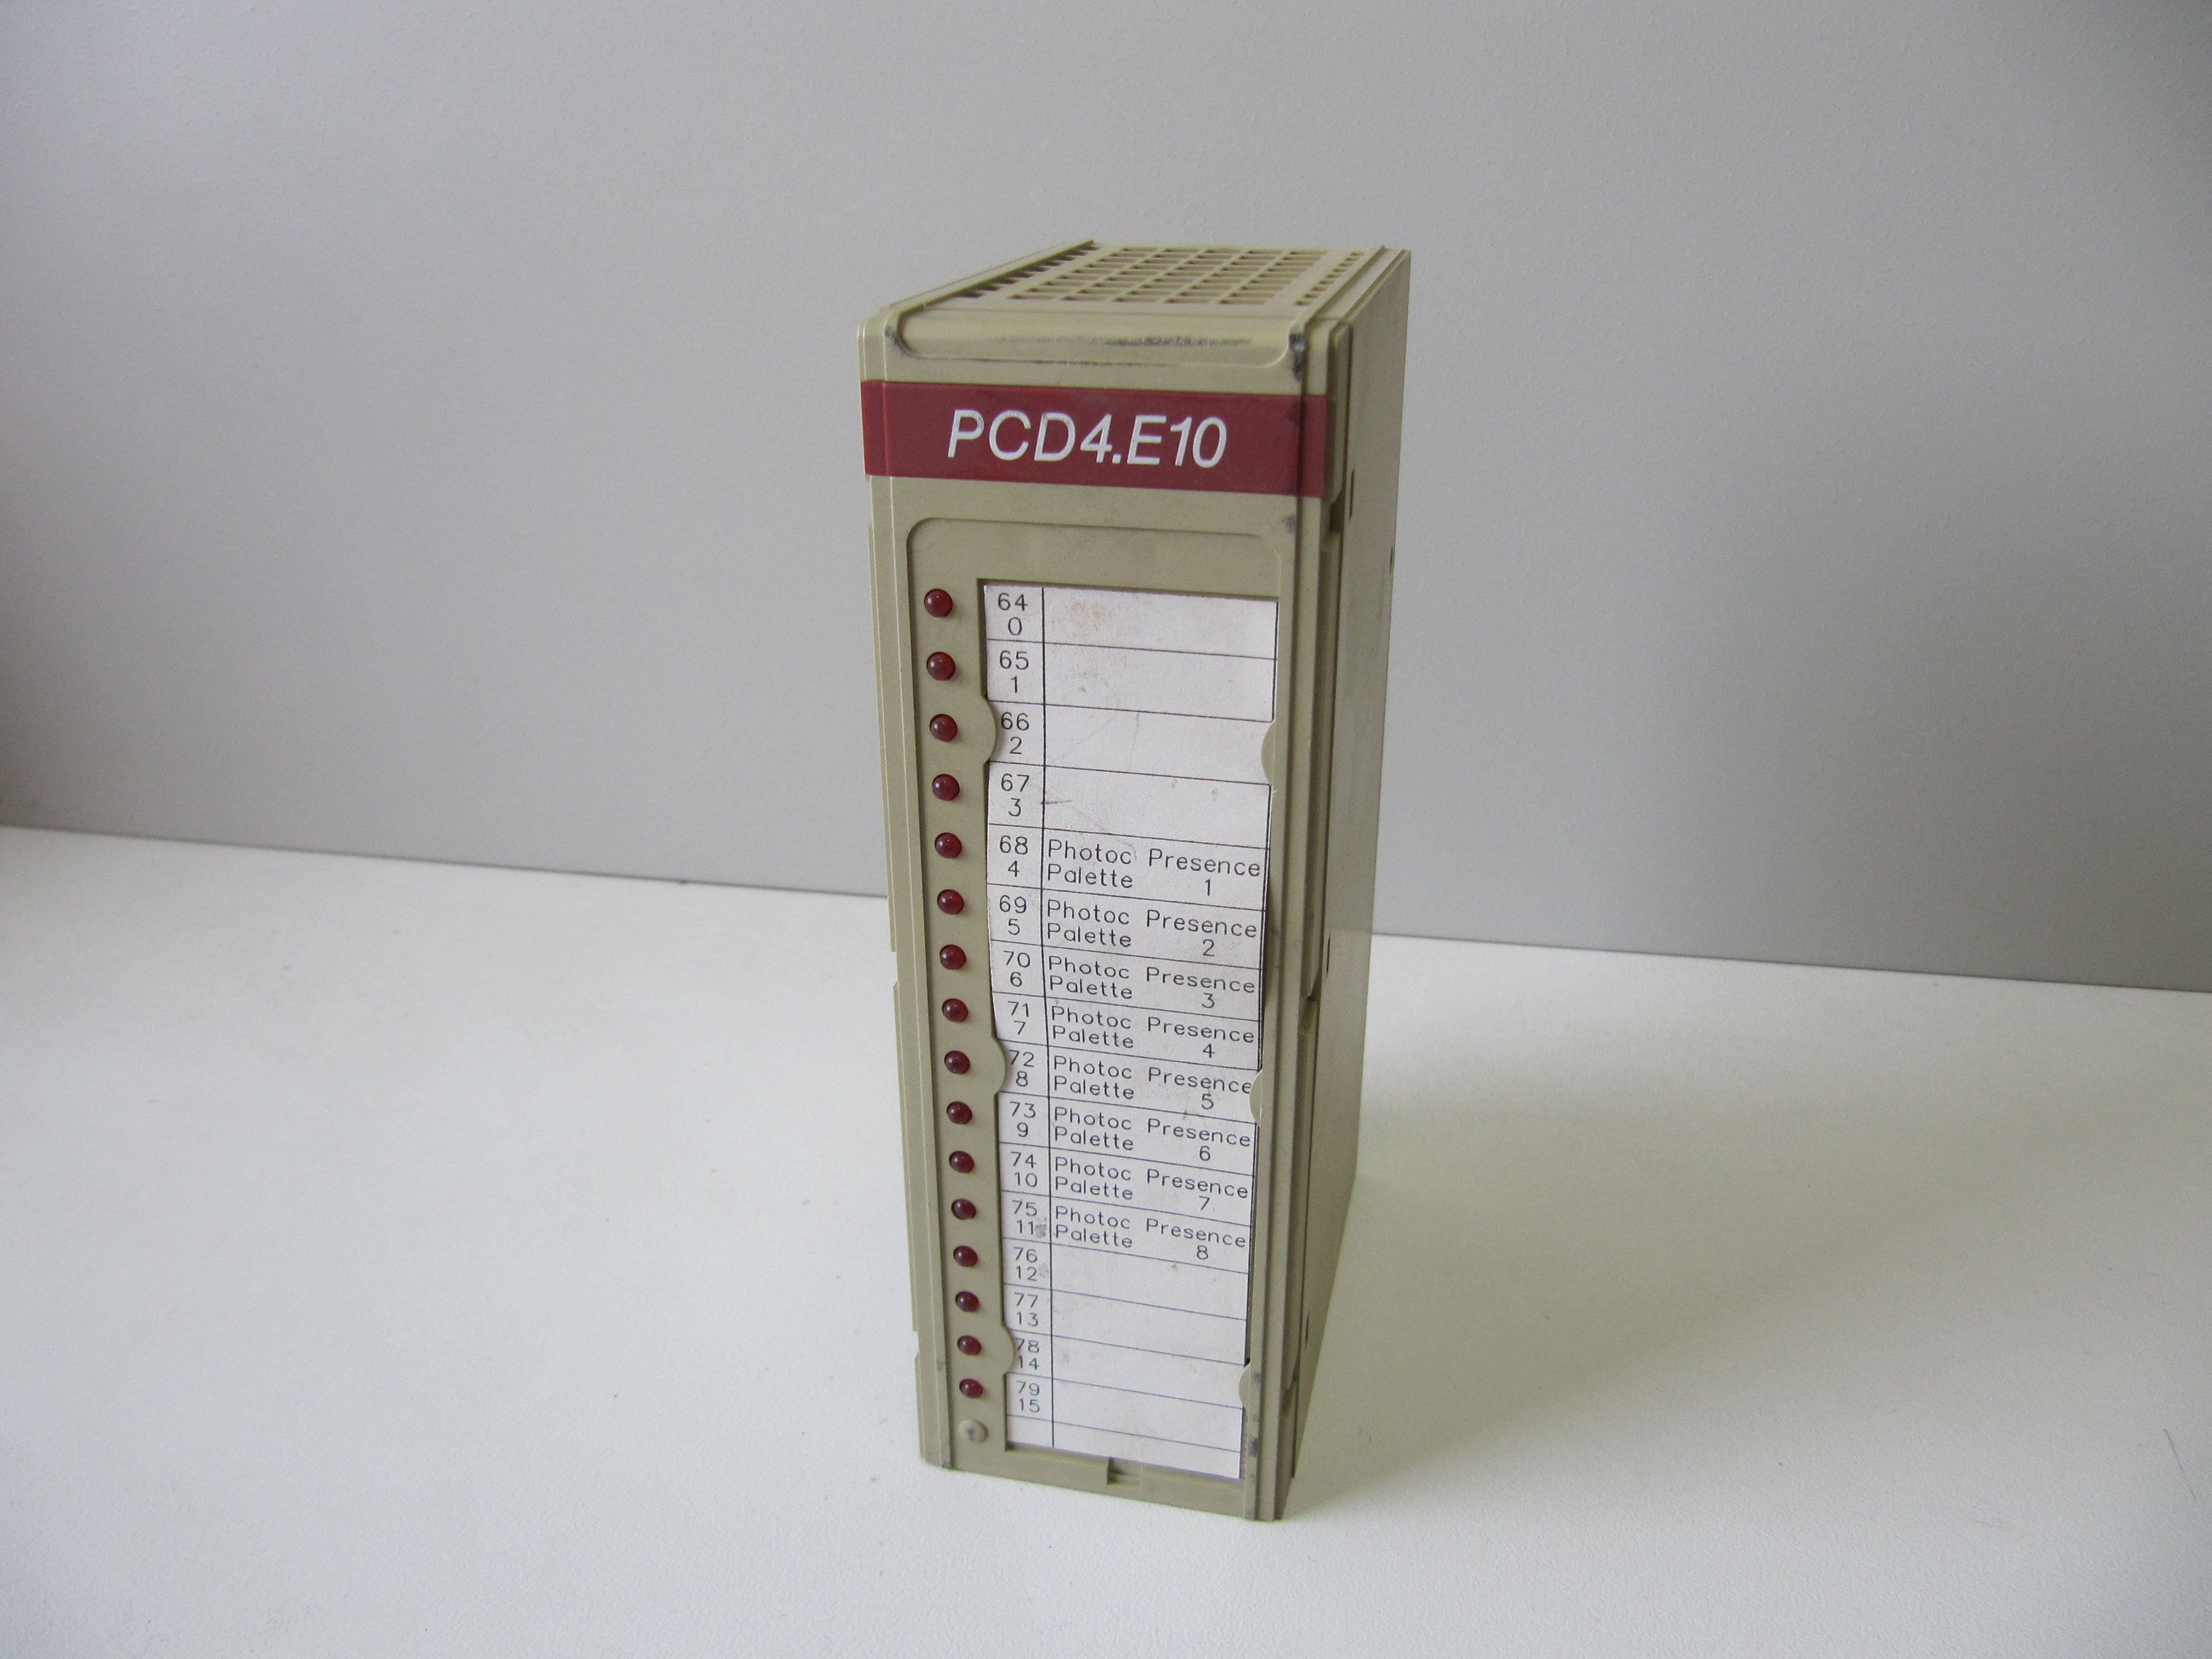 PCD4.E10
64
0
65
1
66
2
67
3
68 Photoc Presence
4 Palette 1
69 Photoc Presence
5 Palette 2
70 Photoc Presence
6 Palette 3
71 Photoc Presence
7 Palette 4
72 Photoc Presence
8 Palette 5
73 Photoc Presence
9 Palette 6
74 Photoc Presence
10 Palette 7
75 Photoc Presence
11 Palette 8
76
12
77
13
78
14
79
15